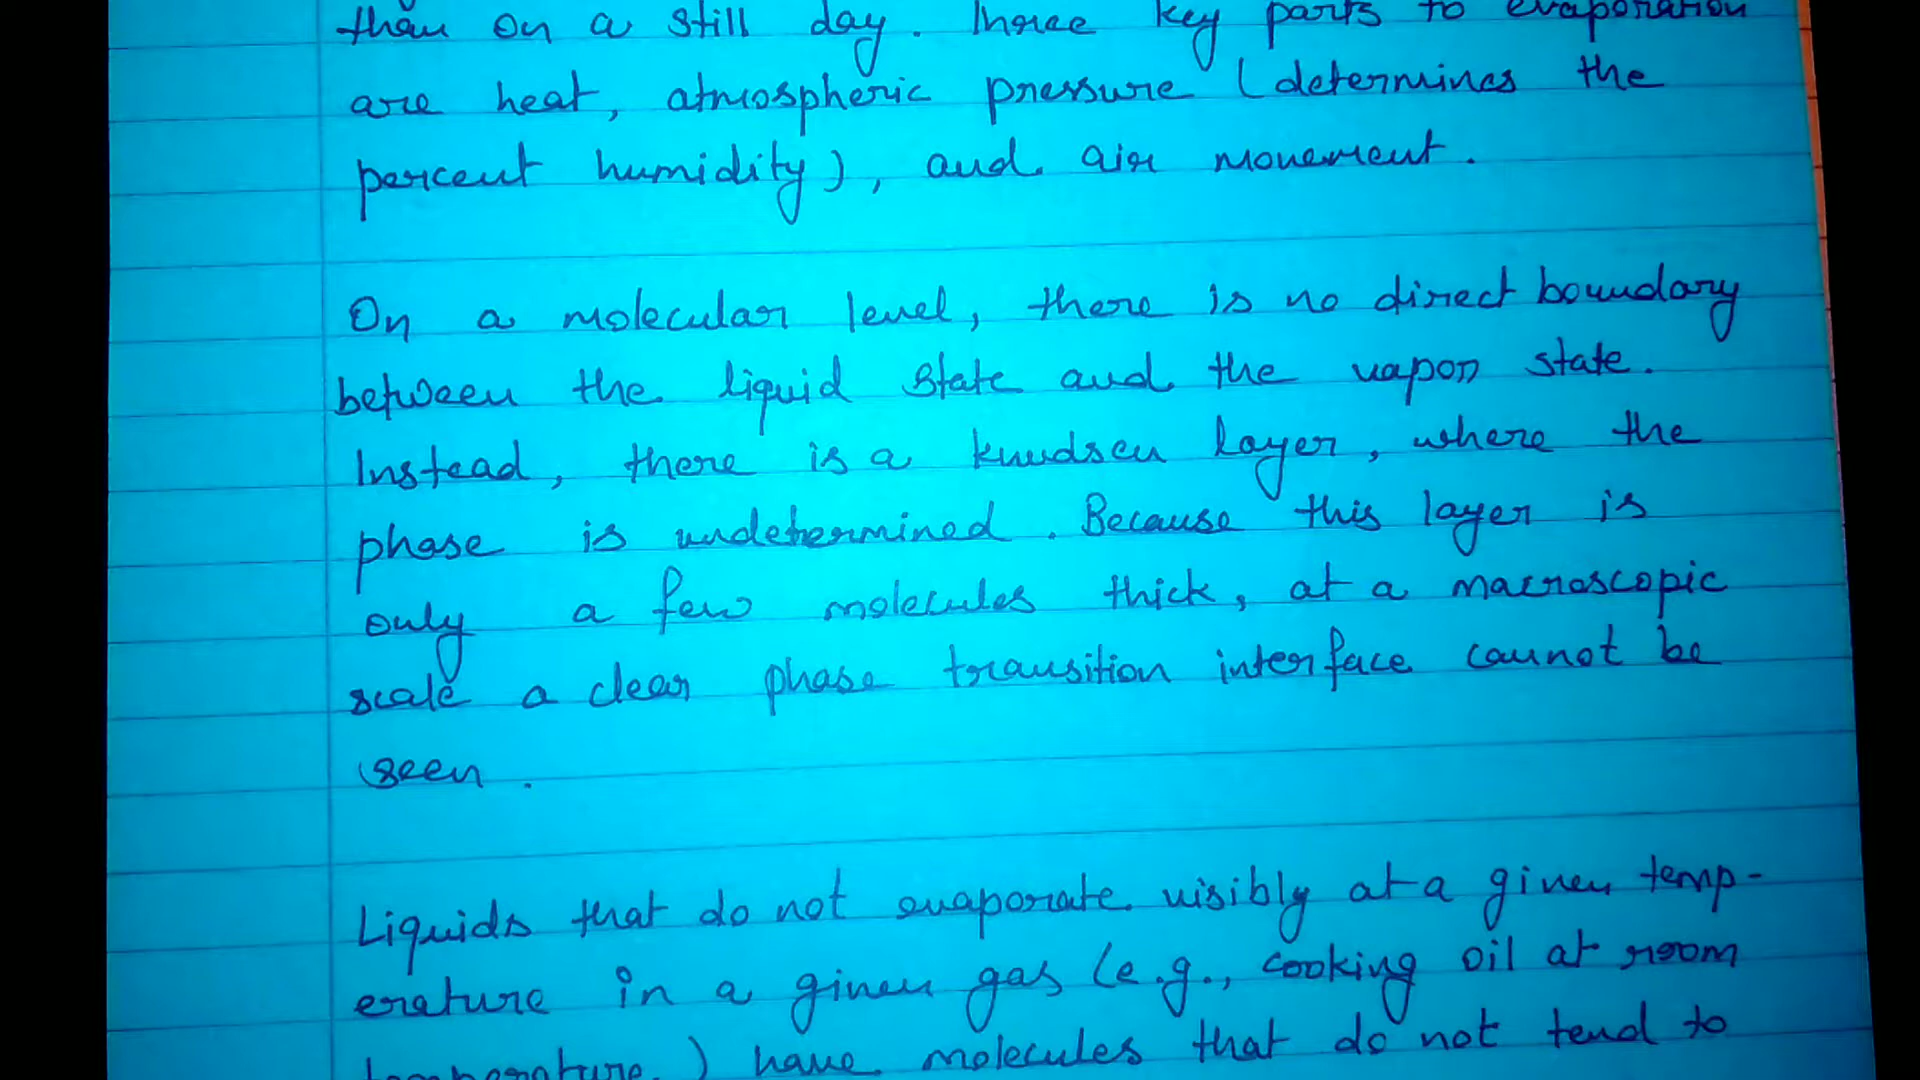 than on a still day. Three key parts to evaporation
are heat, atmospheric pressure (determines the
percent humidity), and air movement.
On a molecular level, there is no direct boundary
between the liquid state and the vapor state.
Instead, there is a knudsen layer, where the
phase is undetermined. Because this layer is
only a few molecules thick, at a macroscopic
scale a clear phase transition interface cannot be
seen.
Liquids that do not evaporate visibly at a given temp-
erature in a given gas (e.g., cooking oil at room
temperature) have molecules that do not tend to